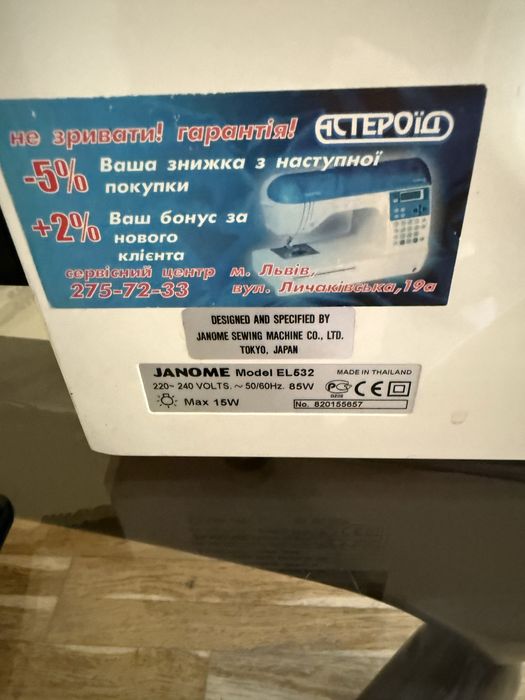 не зривати! гарантія! АСТЕРОїД
-5% Ваша знижка з наступної
покупки
+2% Ваш бонус за
нового
клієнта
сервісний центр м. Львів,
275-72-33 вул. Личаківська, 19а
DESIGNED AND SPECIFIED BY
JANOME SEWING MACHINE CO., LTD.
TOKYO, JAPAN
JANOME Model EL532 MADE IN THAILAND
220~ 240 VOLTS. ~ 50/60Hz. 85W
Max 15W No. 820155657